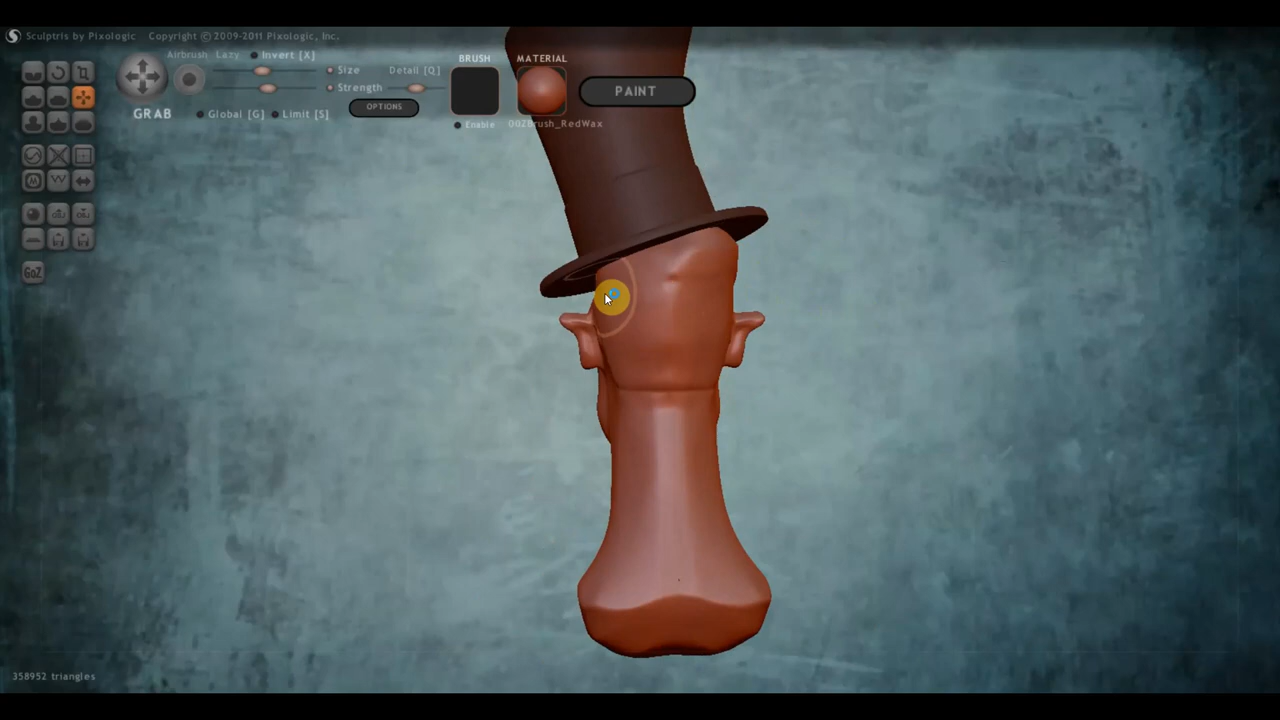 Sculptris by Pixologic Copyright © 2009-2011 Pixologic, Inc.
Airbrush Lazy Invert [X]
Size Detail [Q]
Strength
GRAB Global [G] Limit [S] OPTIONS
BRUSH
Enable
MATERIAL
00ZBrush_RedWax
PAINT
GoZ
358952 triangles